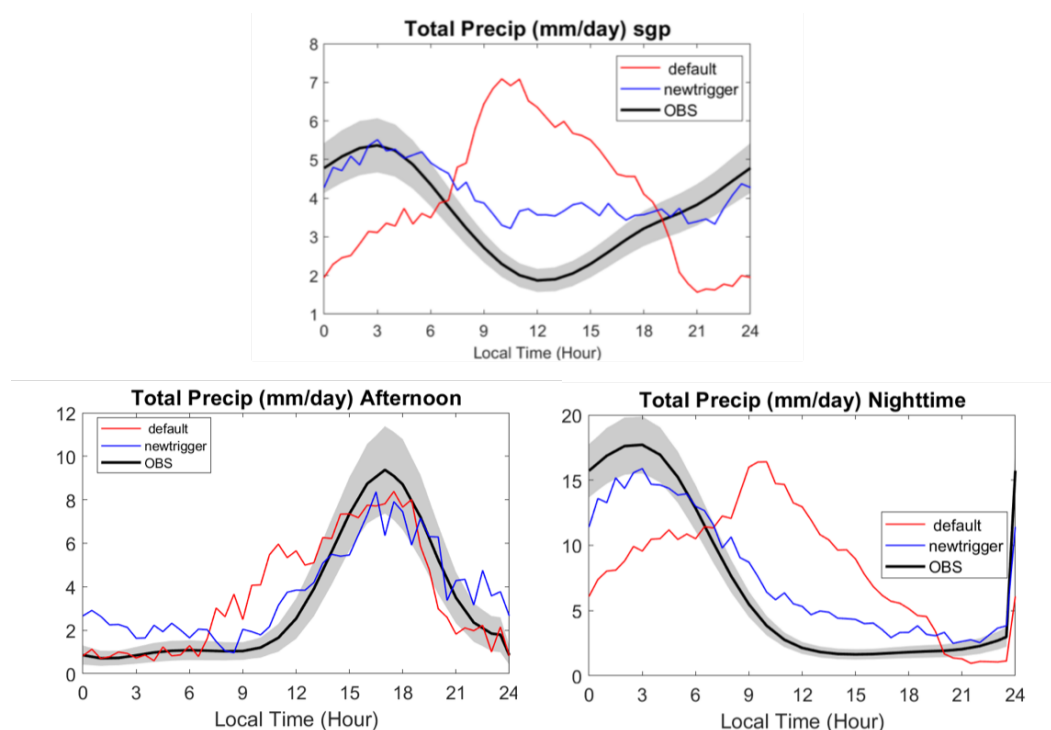 Total Precip (mm/day) sgp
8
7
6
5
4
3
2
1
default
newtrigger
OBS
0 3 6 9 12 15 18 21 24
Local Time (Hour)
Total Precip (mm/day) Afternoon
12
10
8
6
4
2
0
default
newtrigger
OBS
0 3 6 9 12 15 18 21 24
Local Time (Hour)
Total Precip (mm/day) Nighttime
20
15
10
5
0
default
newtrigger
OBS
0 3 6 9 12 15 18 21 24
Local Time (Hour)